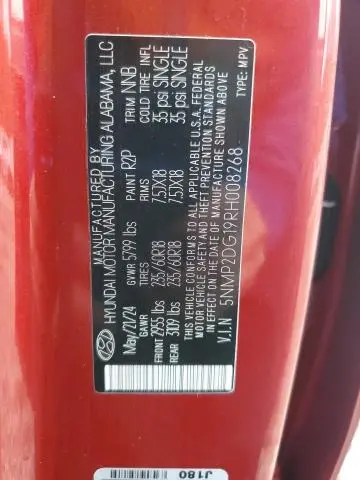 MANUFACTURED BY
HYUNDAI MOTOR MANUFACTURING ALABAMA, LLC
May/21/24 GVWR 5799 lbs PAINT R2P TRIM NNB
GAWR TIRES RIMS COLD TIRE INFL
FRONT 2955 lbs 235/60R18 7.5JX18 35 psi SINGLE
REAR 3109 lbs 235/60R18 7.5JX18 35 psi SINGLE
THIS VEHICLE CONFORMS TO ALL APPLICABLE U.S.A. FEDERAL
MOTOR VEHICLE SAFETY AND THEFT PREVENTION STANDARDS
IN EFFECT ON THE DATE OF MANUFACTURE SHOWN ABOVE
V.I.N 5NMP2DG19RH008268 TYPE: MPV
J180